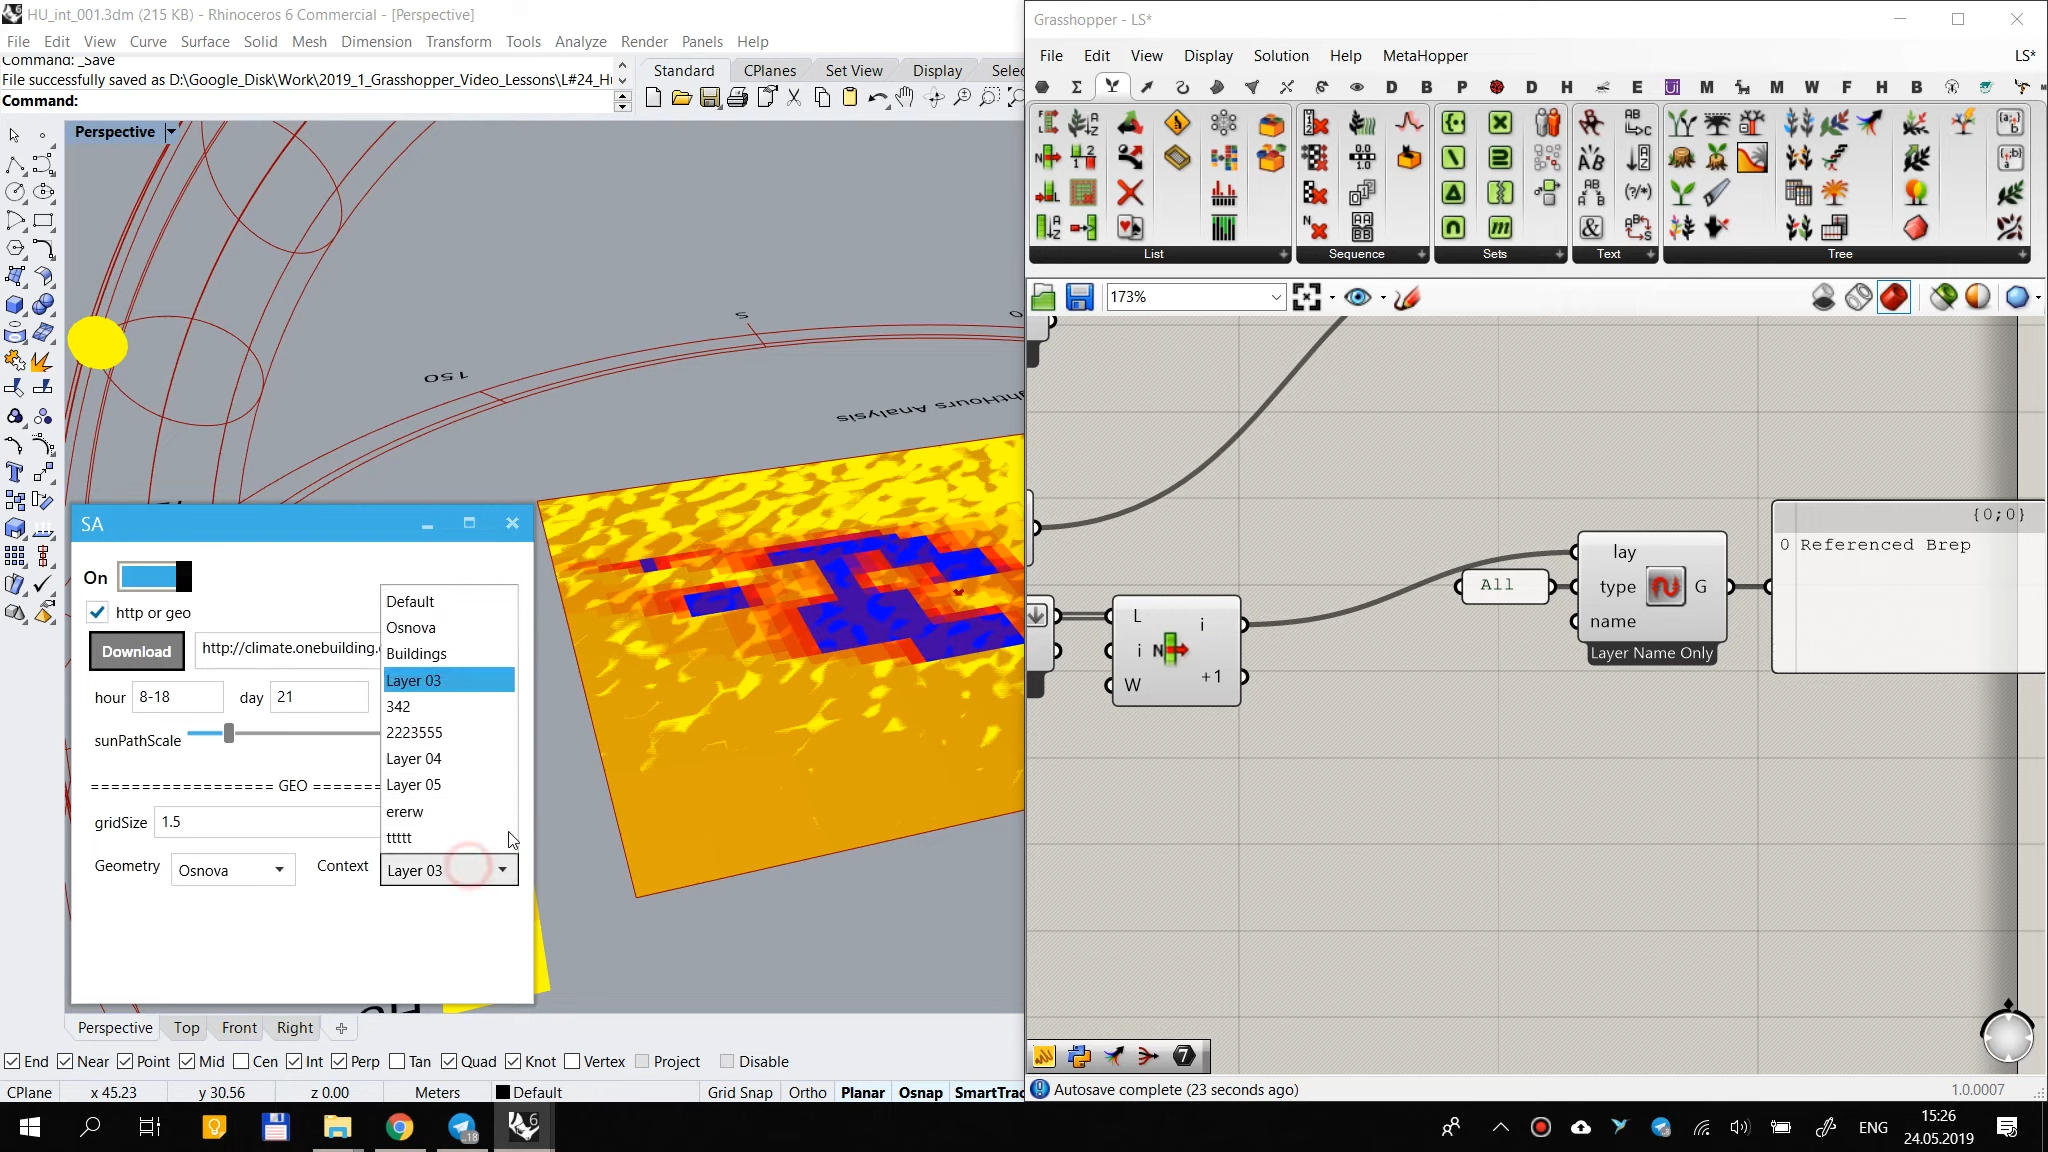 HU_int_001.3dm (215 KB) - Rhinoceros 6 Commercial - [Perspective]
File Edit View Curve Surface Solid Mesh Dimension Transform Tools Analyze Render Panels Help
Command: _Save
File successfully saved as D:\Google_Disk\Work\2019_1_Grasshopper_Video_Lessons\L#24_H
Command:
Standard CPlanes Set View Display Selec
Perspective
S
150
ghtHours Analysis
SA
On
http or geo
Download http://climate.onebuilding.
hour 8-18 day 21
sunPathScale
================= GEO =======
gridSize 1.5
Geometry Osnova Context Layer 03
Default
Osnova
Buildings
Layer 03
342
2223555
Layer 04
Layer 05
ererw
ttttt
Perspective Top Front Right
End Near Point Mid Cen Int Perp Tan Quad Knot Vertex Project Disable
CPlane x 45.23 y 30.56 z 0.00 Meters Default Grid Snap Ortho Planar Osnap SmartTrac
Grasshopper - LS*
File Edit View Display Solution Help MetaHopper LS*
List Sequence Sets Text Tree
173%
L i i +1 W
All
lay type name G
Layer Name Only
{0;0}
0 Referenced Brep
Autosave complete (23 seconds ago) 1.0.0007
ENG 15:26
24.05.2019